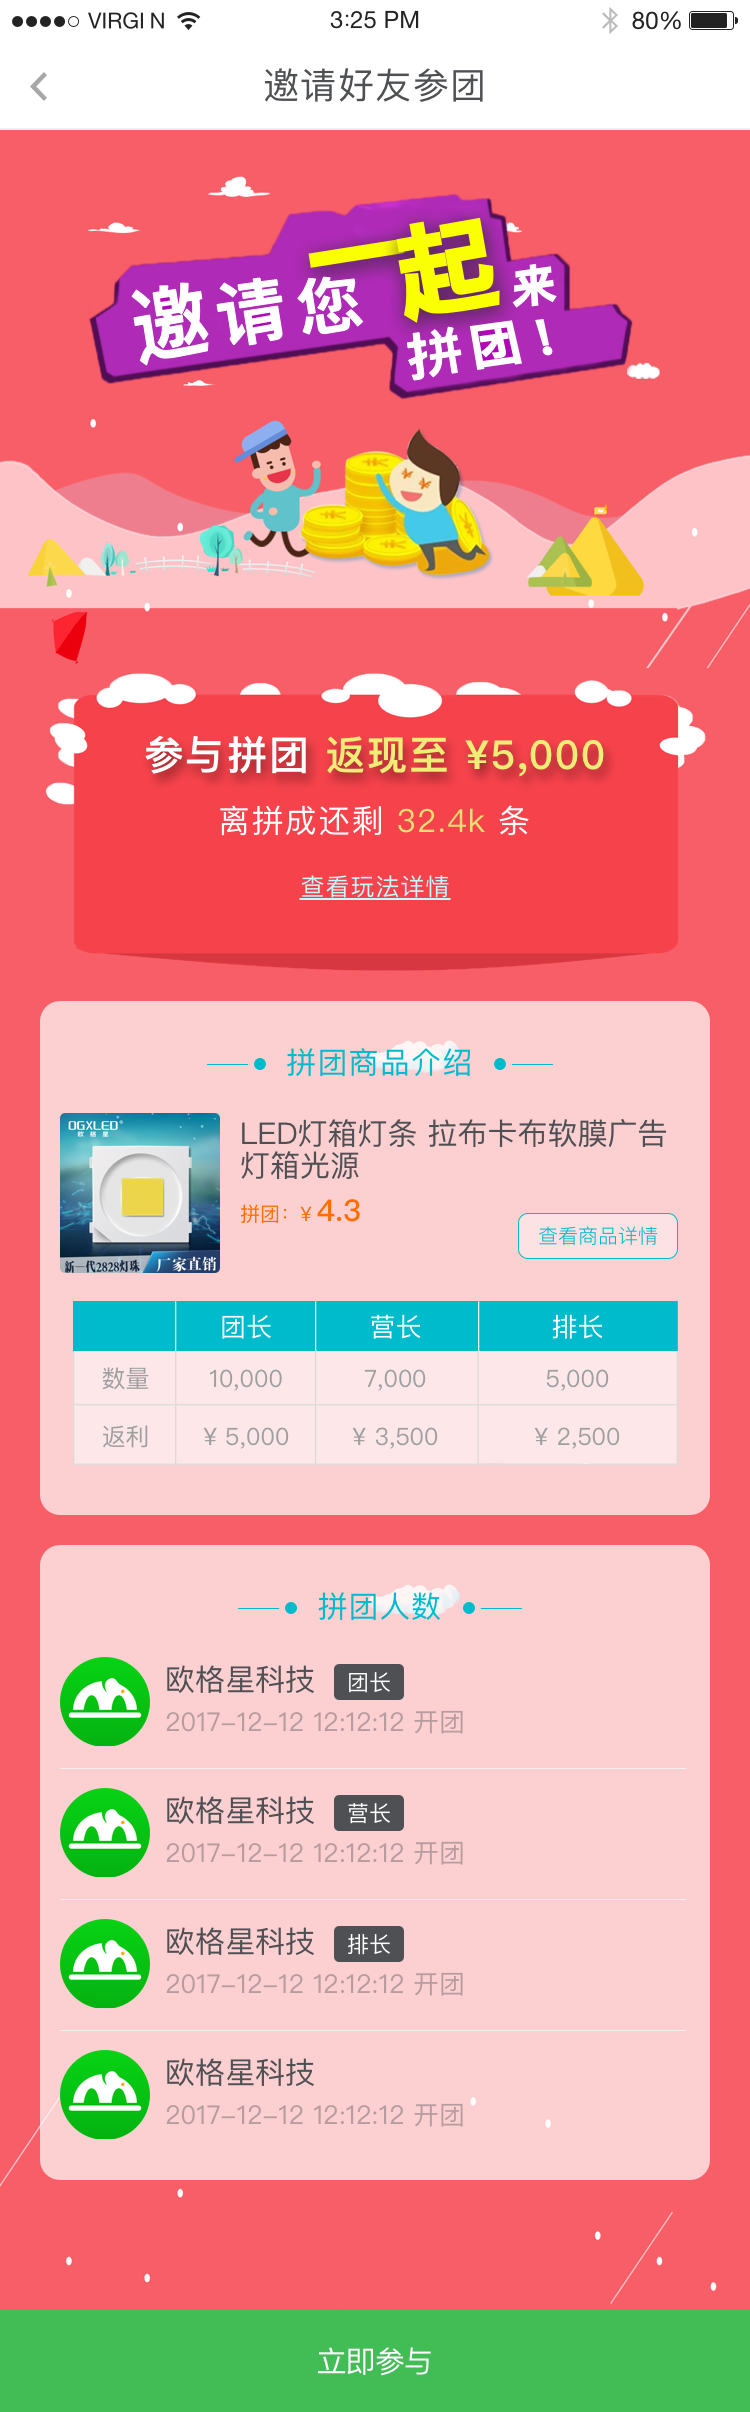 VIRGIN
3:25 PM
80%
邀请好友参团
邀请您一起来
拼团!
参与拼团 返现至 ¥5,000
离拼成还剩 32.4k 条
查看玩法详情
拼团商品介绍
OGXLED
欧格星
新一代2828灯珠 厂家直销
LED灯箱灯条 拉布卡布软膜广告
灯箱光源
拼团: ¥ 4.3
查看商品详情
团长 营长 排长
数量 10,000 7,000 5,000
返利 ¥ 5,000 ¥ 3,500 ¥ 2,500
拼团人数
欧格星科技 团长
2017-12-12 12:12:12 开团
欧格星科技 营长
2017-12-12 12:12:12 开团
欧格星科技 排长
2017-12-12 12:12:12 开团
欧格星科技
2017-12-12 12:12:12 开团
立即参与